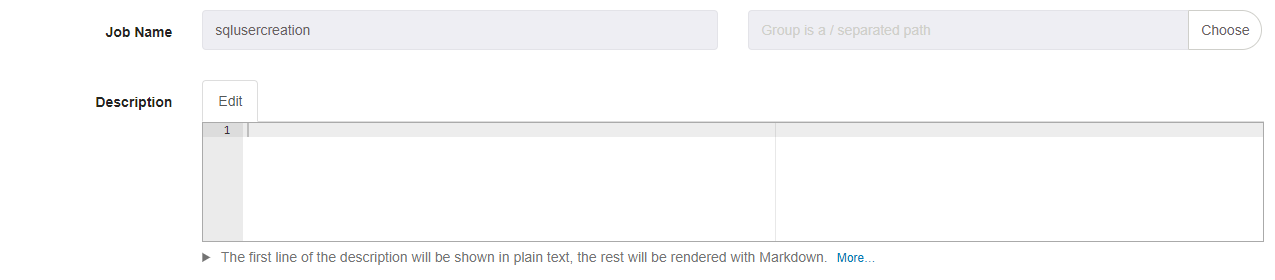 Job Name sqlusercreation Group is a / separated path Choose
Description Edit
1
The first line of the description will be shown in plain text, the rest will be rendered with Markdown. More...